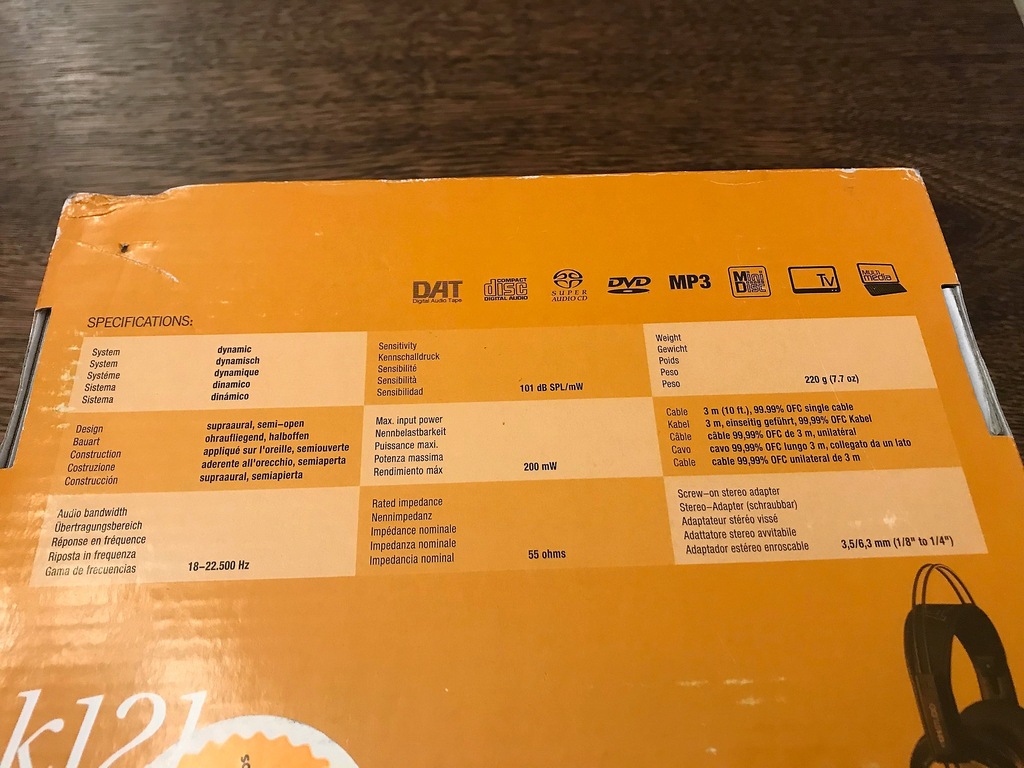 DAT
Digital Audio Tape
COMPACT
disc
DIGITAL AUDIO
SUPER
AUDIO CD
DVD
MP3
Mini
Disc
TV
MULTI
media
SPECIFICATIONS:
System dynamic
System dynamisch
Système dynamique
Sistema dinamico
Sistema dinámico
Sensitivity
Kennschalldruck
Sensibilité
Sensibilità
Sensibilidad 101 dB SPL/mW
Weight
Gewicht
Poids
Peso
Peso 220 g (7.7 oz)
Design supraaural, semi-open
Bauart ohraufliegend, halboffen
Construction appliqué sur l'oreille, semiouverte
Costruzione aderente all'orecchio, semiaperta
Construcción supraaural, semiapierta
Max. input power
Nennbelastbarkeit
Puissance maxi.
Potenza massima
Rendimiento máx 200 mW
Cable 3 m (10 ft.), 99.99% OFC single cable
Kabel 3 m, einseitig geführt, 99,99% OFC Kabel
Câble câble 99,99% OFC de 3 m, unilatéral
Cavo cavo 99,99% OFC lungo 3 m, collegato da un lato
Cable cable 99,99% OFC unilateral de 3 m
Audio bandwidth
Übertragungsbereich
Réponse en fréquence
Riposta in frequenza
Gama de frecuencias 18–22.500 Hz
Rated impedance
Nennimpedanz
Impédance nominale
Impedanza nominale
Impedancia nominal 55 ohms
Screw-on stereo adapter
Stereo-Adapter (schraubbar)
Adaptateur stéréo vissé
Adattatore stereo avvitabile
Adaptador estéreo enroscable 3,5/6,3 mm (1/8" to 1/4")
k121